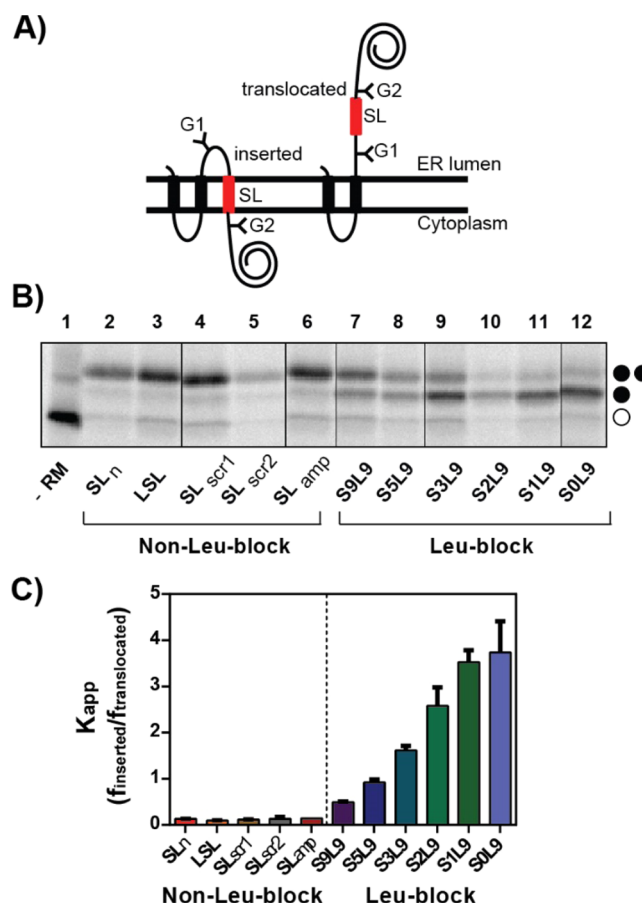 A)
translocated
G2
SL
G1
inserted
G1
ER lumen
SL
G2
Cytoplasm
B)
1 2 3 4 5 6 7 8 9 10 11 12
- RM SLn LSL SL scr1 SL scr2 SL amp S9L9 S5L9 S3L9 S2L9 S1L9 S0L9
Non-Leu-block Leu-block
C)
Kapp
(finserted/ftranslocated)
5
4
3
2
1
0
SLn LSL SLscr1 SLscr2 SLamp S9L9 S5L9 S3L9 S2L9 S1L9 S0L9
Non-Leu-block Leu-block